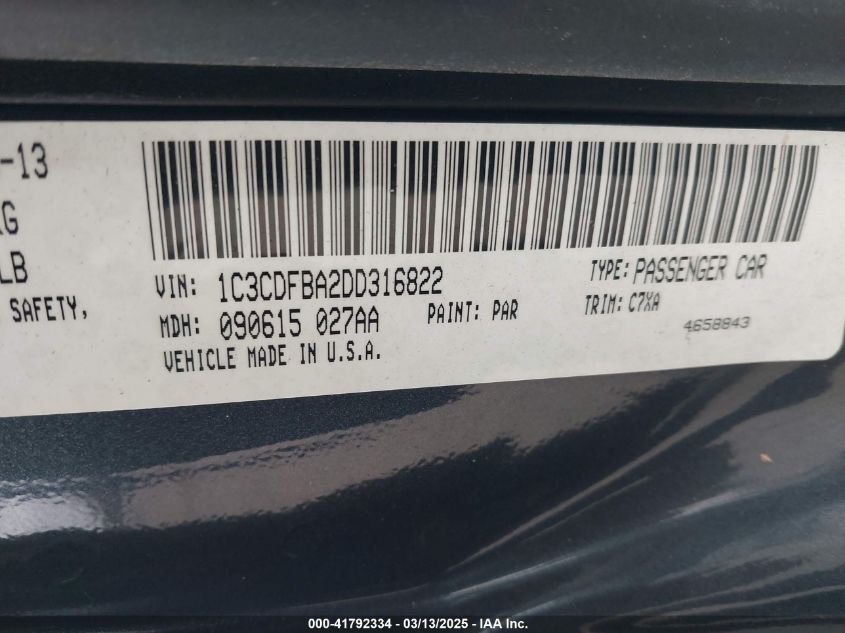 -13
KG
LB
SAFETY,
VIN: 1C3CDFBA2DD316822
TYPE: PASSENGER CAR
MDH: 090615 027AA
PAINT: PAR
TRIM: C7XA
VEHICLE MADE IN U.S.A.
4658843
000-41792334 - 03/13/2025 - IAA Inc.